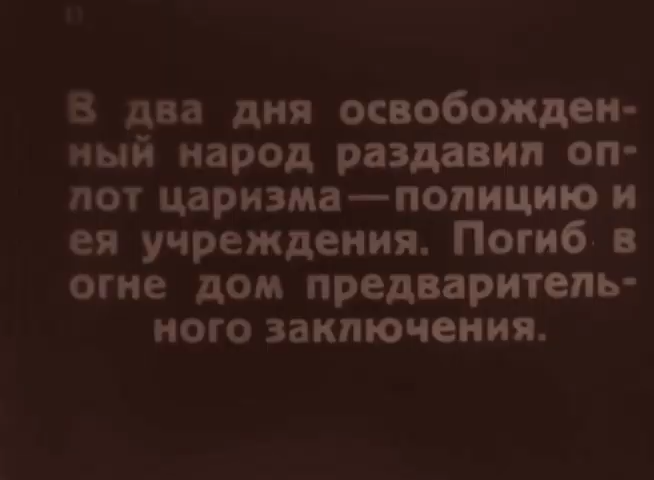 В два дня освобожден-
ный народ раздавил оп-
лот царизма—полицию и
ея учреждения. Погиб в
огне дом предваритель-
ного заключения.